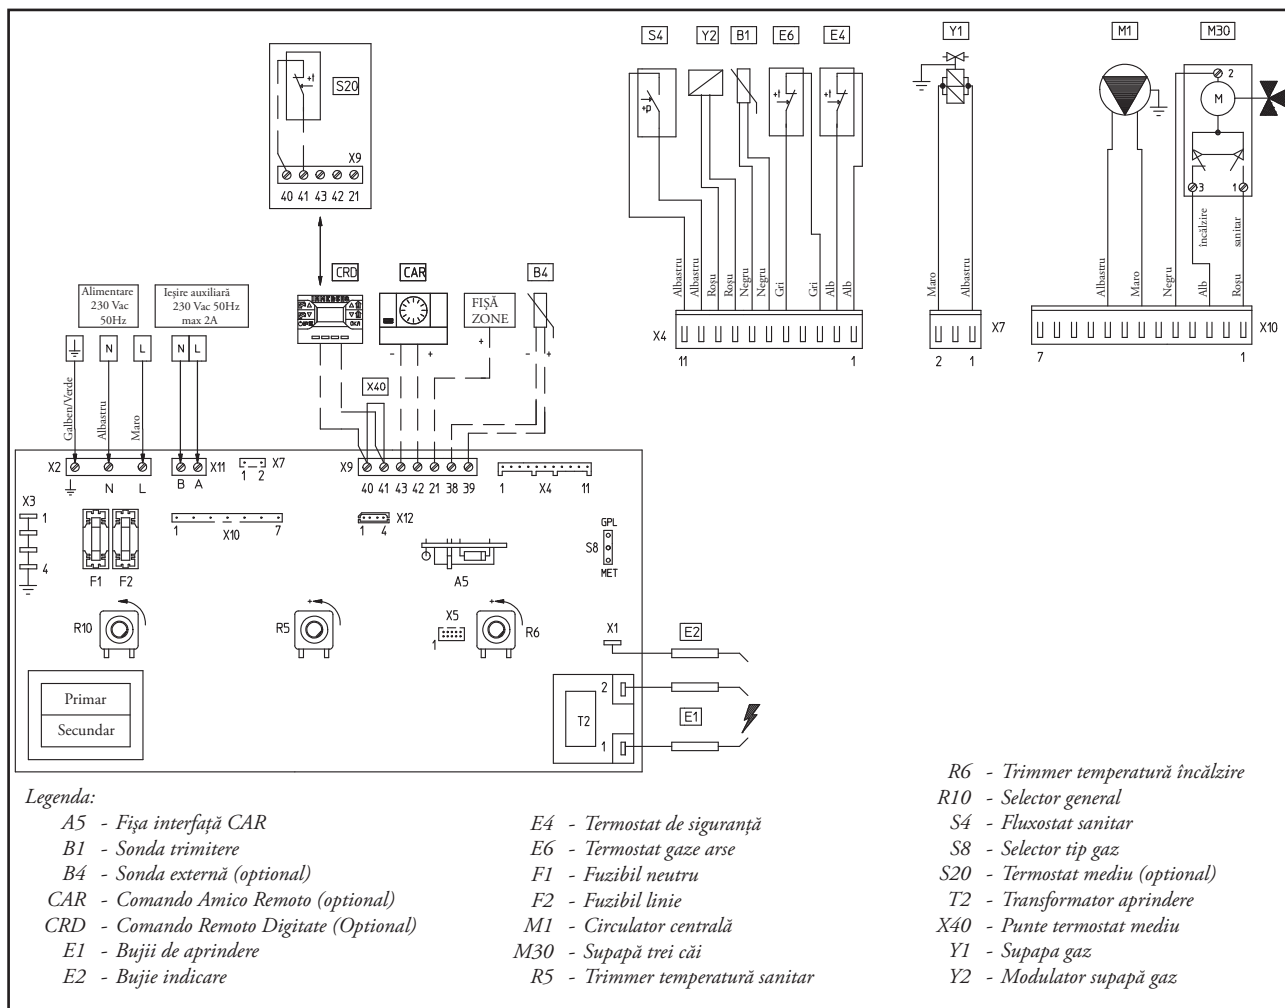 S4 Y2 B1 E6 E4 Y1 M1 M30
S20
+t
X9
40 41 43 42 21
+p
+t
+t
M
2
3
1
încălzire
sanitar
Albastru
Albastru
Roșu
Roșu
Negru
Negru
Gri
Gri
Alb
Alb
Maro
Albastru
Albastru
Maro
Negru
Alb
Roșu
X4
11
1
X7
2
1
X10
7
1
Alimentare
230 Vac
50Hz
Ieșire auxiliară
230 Vac 50Hz
max 2A
CRD
CAR
FIȘĂ
ZONE
B4
N
L
N
L
+
-
+
-
+
X40
Galben/Verde
Albastru
Maro
X2
N
L
X11
B A
X7
1 2
X9
40 41 43 42 21 38 39
1
X4
11
X3
1
4
F1 F2
1
X10
7
X12
1 4
A5
GPL
S8
MET
R10
R5
+
X5
1
+
R6
X1
E2
Primar
Secundar
T2
2
1
E1
Legenda:
A5 - Fișa interfață CAR
B1 - Sonda trimitere
B4 - Sonda externă (optional)
CAR - Comando Amico Remoto (optional)
CRD - Comando Remoto Digitate (Optional)
E1 - Bujii de aprindere
E2 - Bujie indicare
E4 - Termostat de siguranță
E6 - Termostat gaze arse
F1 - Fuzibil neutru
F2 - Fuzibil linie
M1 - Circulator centrală
M30 - Supapă trei căi
R5 - Trimmer temperatură sanitar
R6 - Trimmer temperatură încălzire
R10 - Selector general
S4 - Fluxostat sanitar
S8 - Selector tip gaz
S20 - Termostat mediu (optional)
T2 - Transformator aprindere
X40 - Punte termostat mediu
Y1 - Supapa gaz
Y2 - Modulator supapă gaz